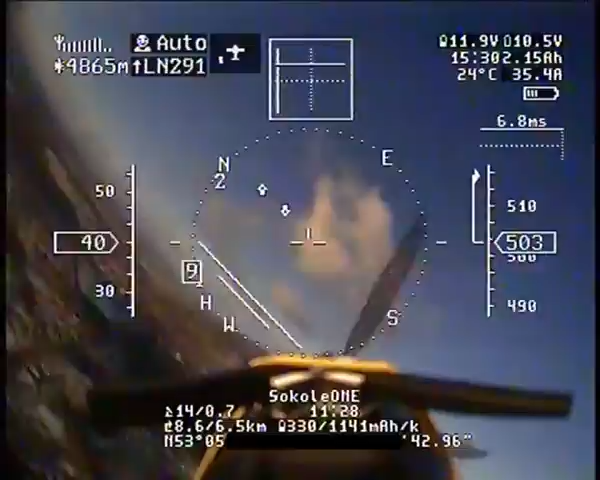 Auto
*4865m↑LN291
11.9V 10.5V
15:30 2.15Ah
24°C 35.4A
6.8ms
N
E
2
50
510
40
503
500
9
30
H
490
W
S
SokoleONE
14/0.7 11:28
8.6/6.5km 330/1141mAh/k
N53°05 '42.96"